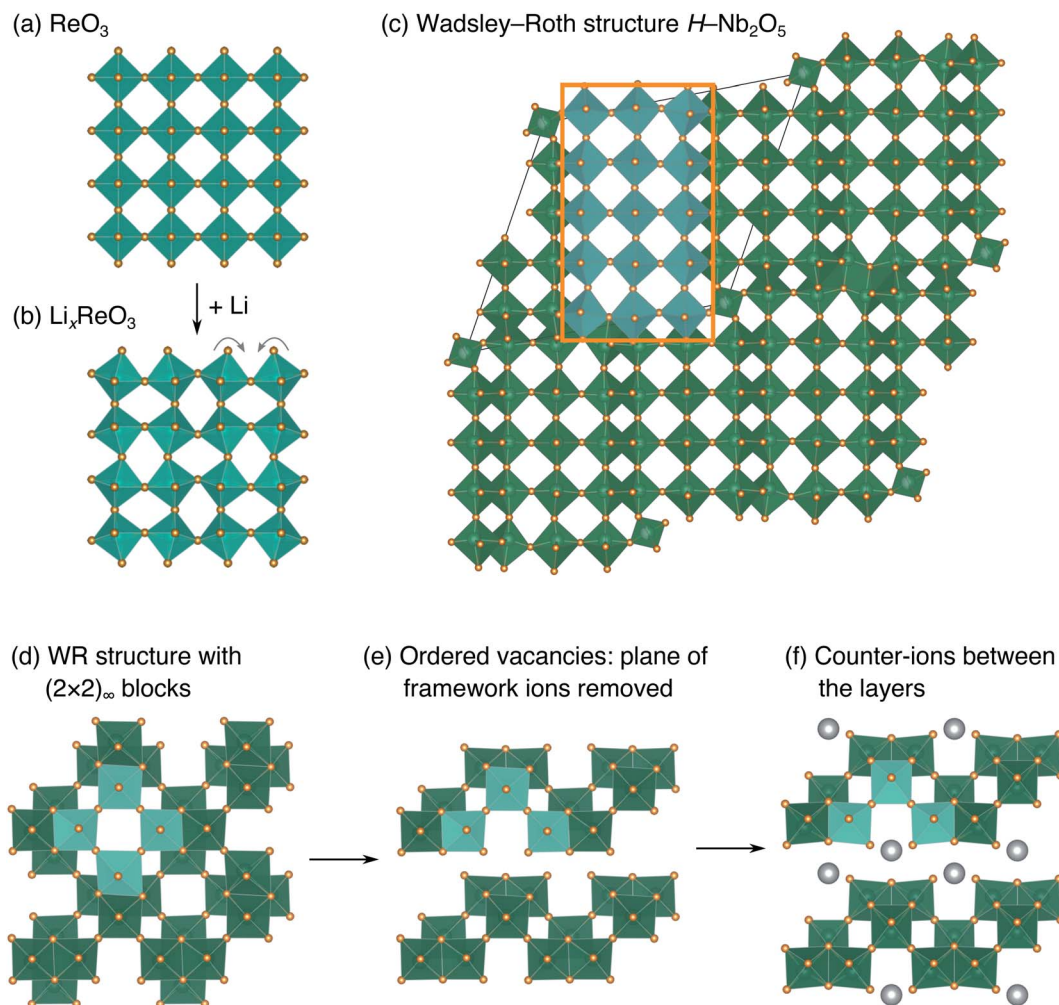 (a) ReO₃
(c) Wadsley–Roth structure H–Nb₂O₅
+ Li
(b) LiₓReO₃
(d) WR structure with
(2×2)∞ blocks
(e) Ordered vacancies: plane of
framework ions removed
(f) Counter-ions between
the layers